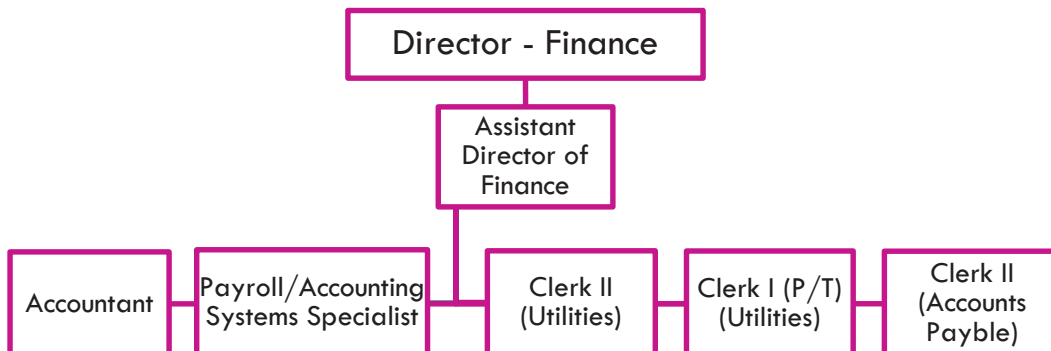 Director - Finance
Assistant
Director of
Finance
Accountant
Payroll/Accounting
Systems Specialist
Clerk II
(Utilities)
Clerk I (P/T)
(Utilities)
Clerk II
(Accounts
Payble)